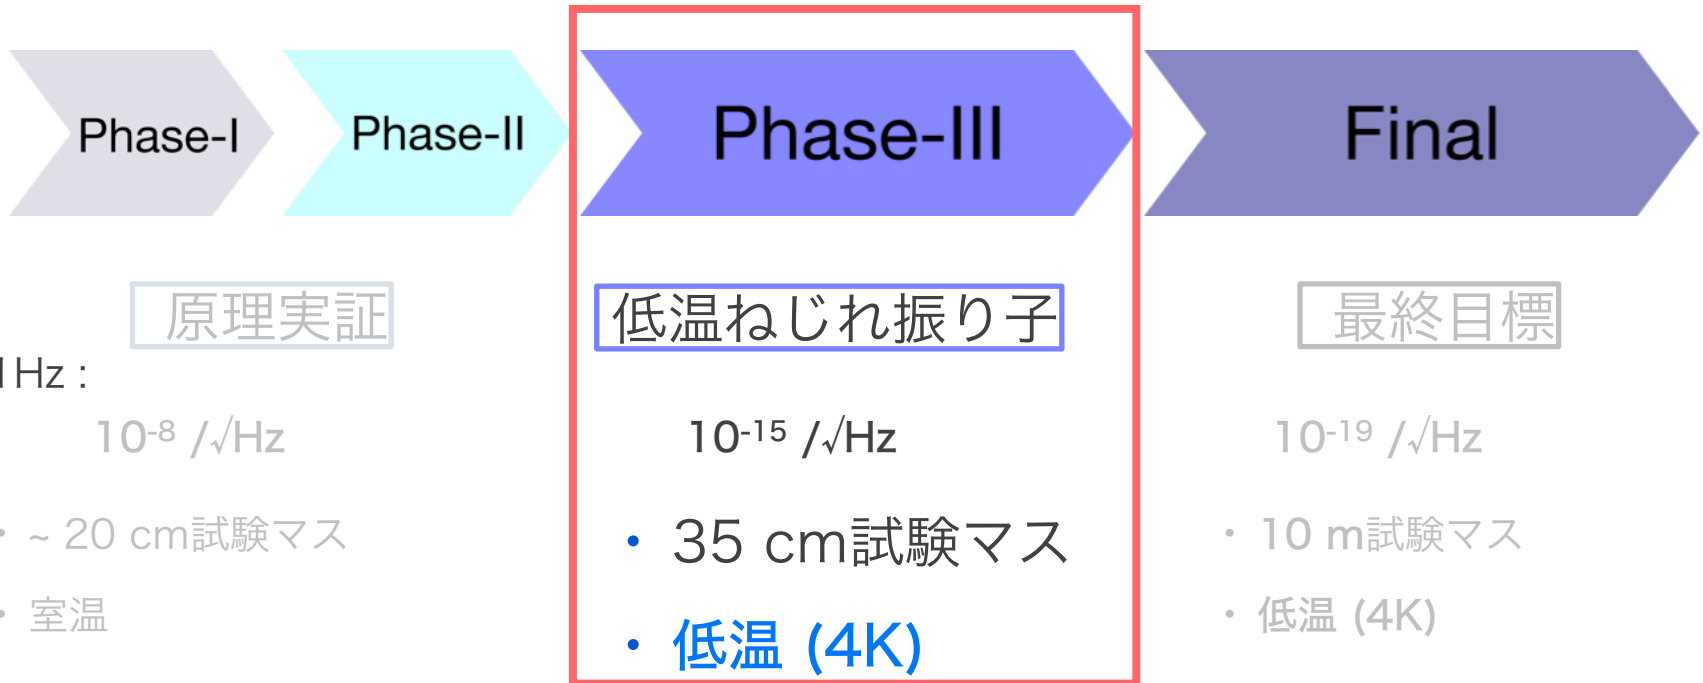 Phase-I
Phase-II
Phase-III
Final
原理実証
低温ねじれ振り子
最終目標
1Hz :
10-8 /√Hz
10-15 /√Hz
10-19 /√Hz
・ ~ 20 cm試験マス
・ 35 cm試験マス
・ 10 m試験マス
・ 室温
・ 低温 (4K)
・ 低温 (4K)